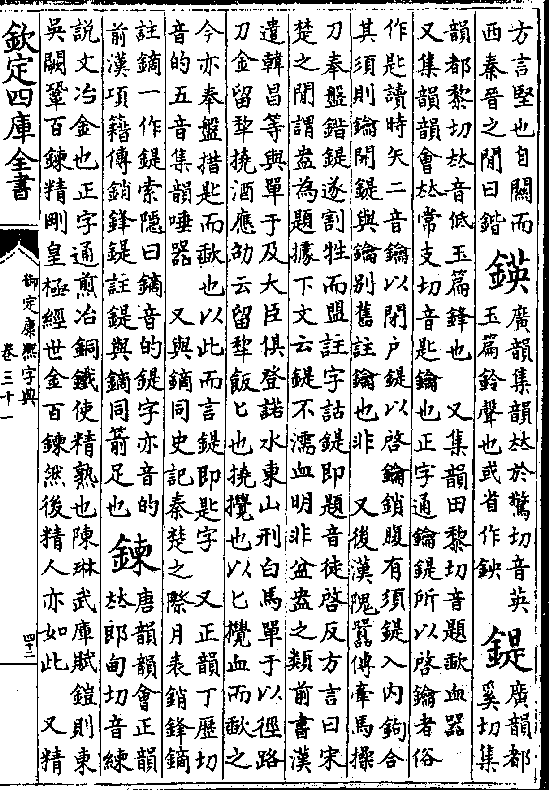 方言堅也自關而
西秦晉之閒曰鍇
鍈
廣韻集韻𠀤於驚切音英
玉篇鈴聲也或省作鉠
鍉
廣韻都
奚切集
韻都黎切𠀤音低玉篇鋒也 又集韻田黎切音題歃血器
又集韻韻會𠀤常支切音匙鑰也正字通鑰鍉所以啓鑰者俗
作匙讀時矢二音鑰以閉户鍉以啓鑰鎖腹有須鍉入内鉤合
其須則鑰開鍉與鑰别舊註鑰也非 又後漢隗囂傳牽馬操
刀奉盤錯鍉遂割牲而盟註字詁鍉即題音徒啓反方言曰宋
楚之閒謂盎為題據下文云鍉不濡血明非盆盎之類前書漢
遣韓昌等與單于及大臣俱登諾水東山刑白馬單于以徑路
刀金留犂撓酒應劭云留犂飯匕也撓攪也以匕攪血而歃之
今亦奉盤措匙而歃也以此而言鍉即匙字 又正韻丁歷切
音的五音集韻唾器 又與鏑同史記秦楚之際月表銷鋒鏑
註鏑一作鍉索隱曰鏑音的鍉字亦音的
前漢項籍傳銷鋒鍉註鍉與鏑同箭足也
鍊
唐韻韻會正韻
𠀤郎甸切音練
說文冶金也正字通煎冶銅鐵使精熟也陳琳武庫賦鎧則東
吳闕鞏百鍊精剛皇極經世金百鍊然後精人亦如此 又精
欽定四庫全書
御定康熙字典
卷三十一
四十二